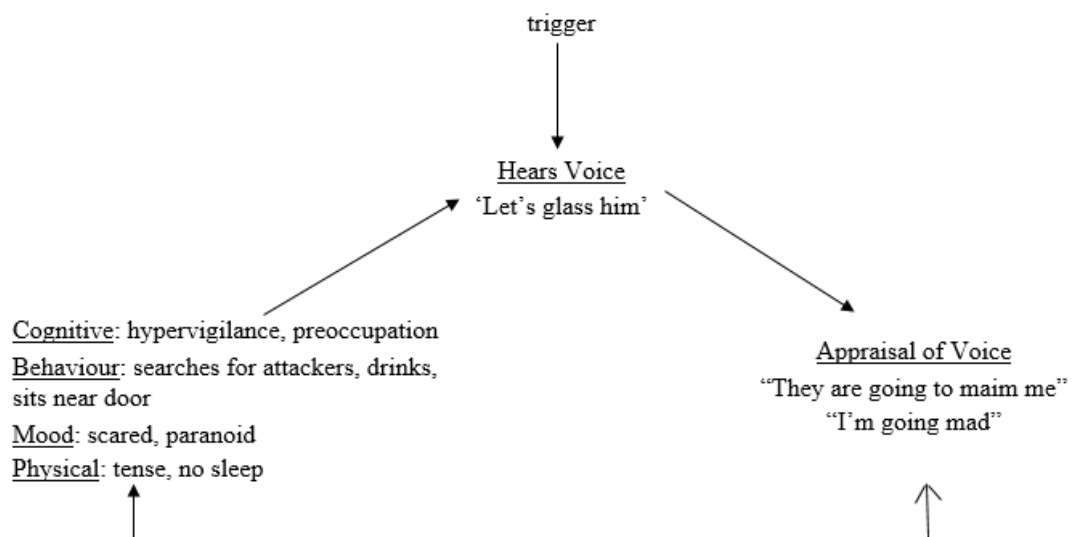 trigger
Hears Voice
‘Let’s glass him’
Cognitive: hypervigilance, preoccupation
Behaviour: searches for attackers, drinks,
sits near door
Mood: scared, paranoid
Physical: tense, no sleep
Appraisal of Voice
“They are going to maim me”
“I’m going mad”